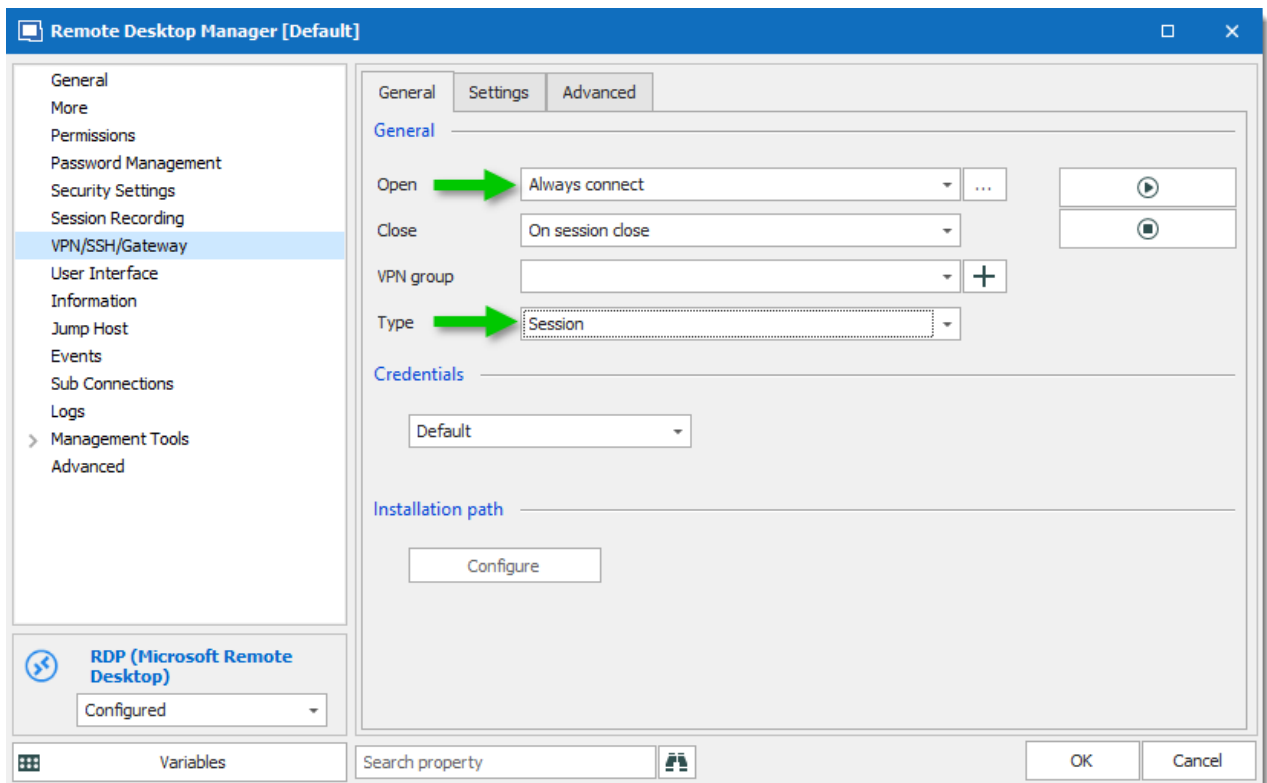 Remote Desktop Manager [Default]
General
More
Permissions
Password Management
Security Settings
Session Recording
VPN/SSH/Gateway
User Interface
Information
Jump Host
Events
Sub Connections
Logs
Management Tools
Advanced
RDP (Microsoft Remote
Desktop)
Configured
Variables
General Settings Advanced
General
Open Always connect ...
Close On session close
VPN group
Type Session
Credentials
Default
Installation path
Configure
Search property
OK Cancel